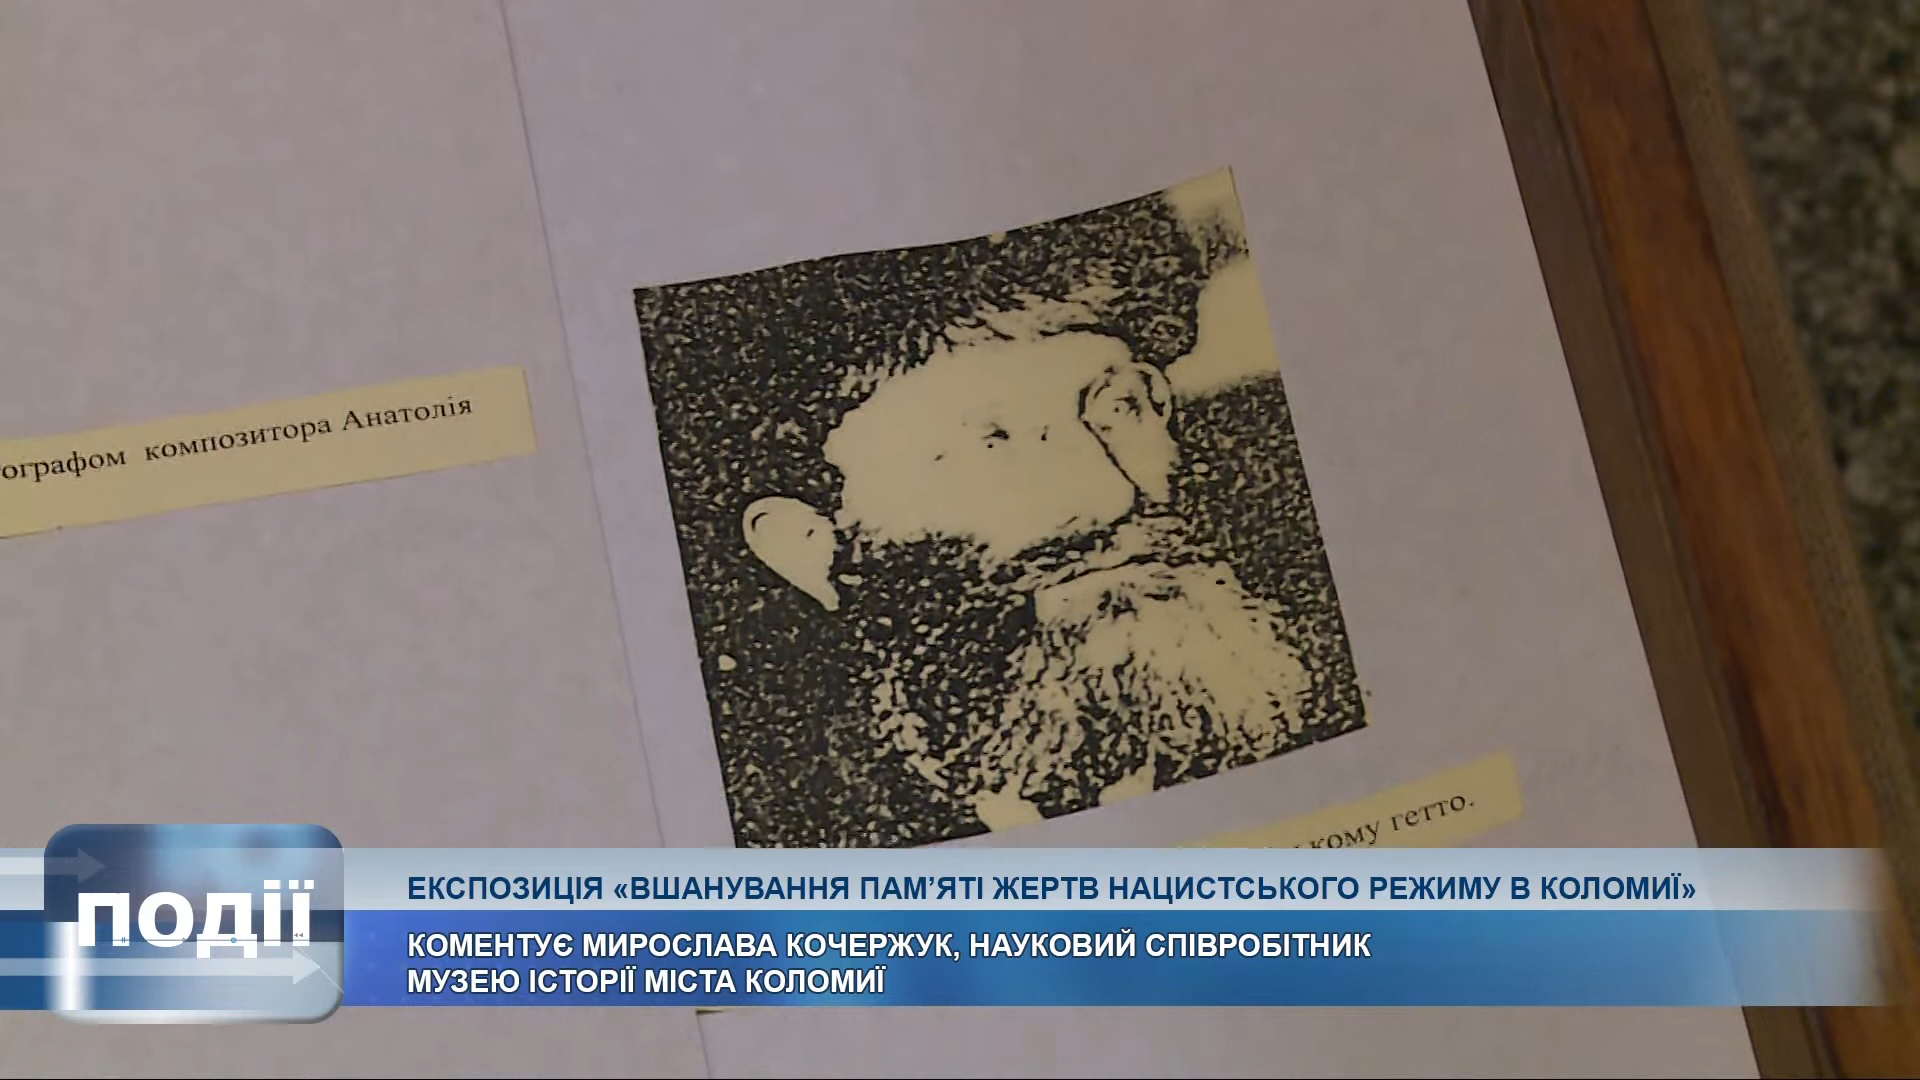 ографом композитора Анатолія
кому гетто.
події
ЕКСПОЗИЦІЯ «ВШАНУВАННЯ ПАМ’ЯТІ ЖЕРТВ НАЦИСТСЬКОГО РЕЖИМУ В КОЛОМИЇ»
КОМЕНТУЄ МИРОСЛАВА КОЧЕРЖУК, НАУКОВИЙ СПІВРОБІТНИК
МУЗЕЮ ІСТОРІЇ МІСТА КОЛОМИЇ